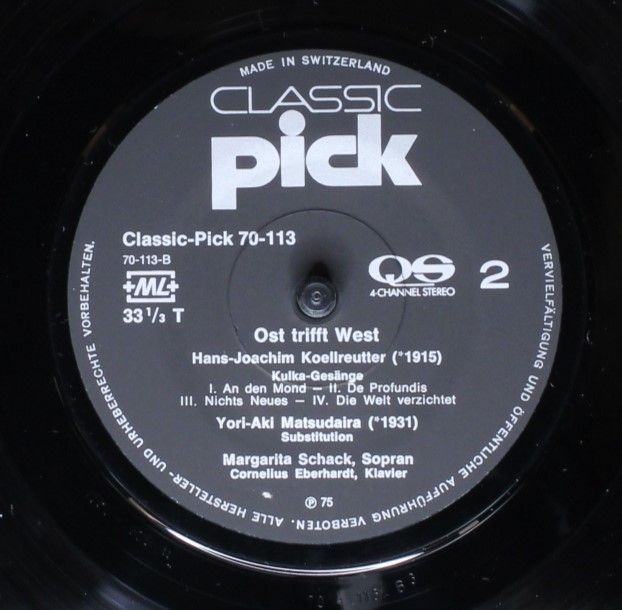 MADE IN SWITZERLAND
CLASSIC
pick
Classic-Pick 70-113
70-113-B
+ML+
33 1/3 T
QS
4-CHANNEL STEREO
2
Ost trifft West
Hans-Joachim Koellreutter (*1915)
Kulka-Gesänge
I. An den Mond – II. De Profundis
III. Nichts Neues – IV. Die Welt verzichtet
Yori-Aki Matsudaira (*1931)
Substitution
Margarita Schack, Sopran
Cornelius Eberhardt, Klavier
℗ 75
VERVIELFÄLTIGUNG UND ÖFFENTLICHE AUFFÜHRUNG VERBOTEN. ALLE HERSTELLER- UND URHEBERRECHTE VORBEHALTEN.